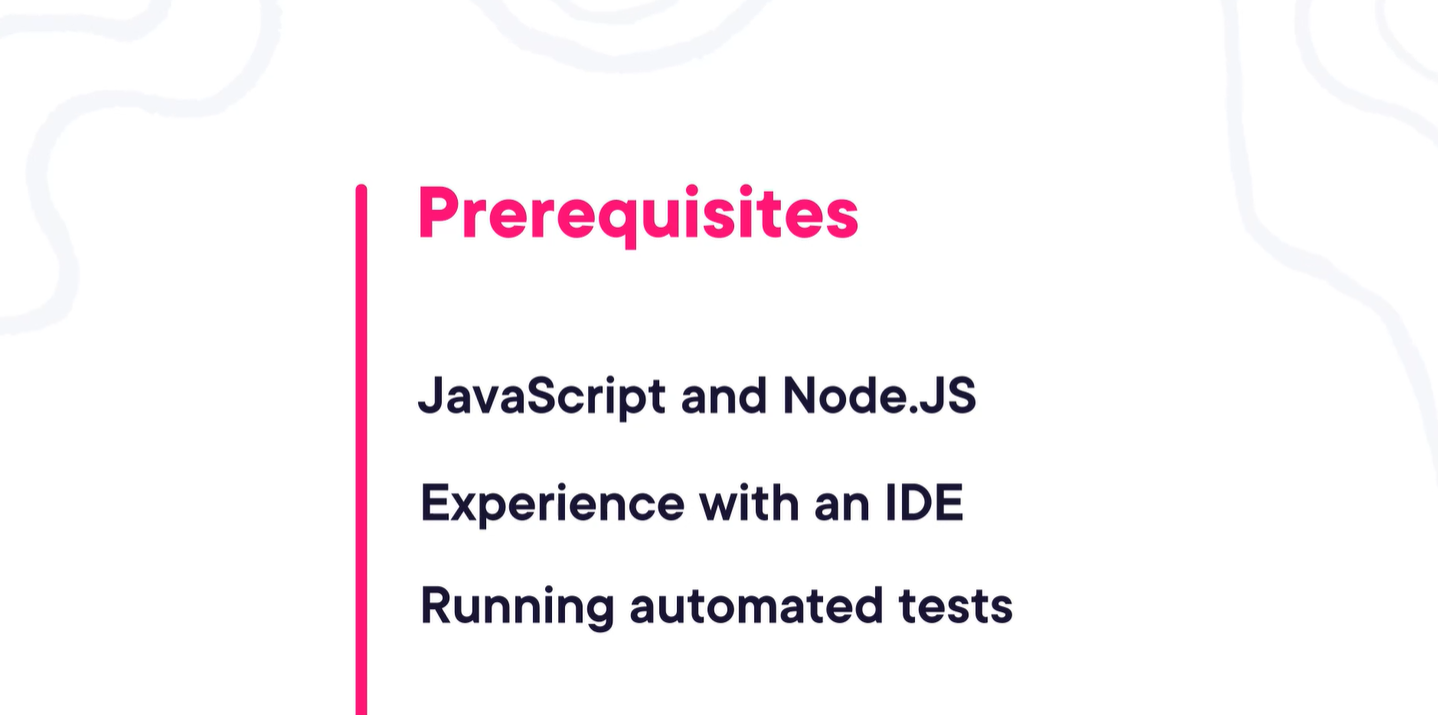 Prerequisites
JavaScript and Node.JS
Experience with an IDE
Running automated tests